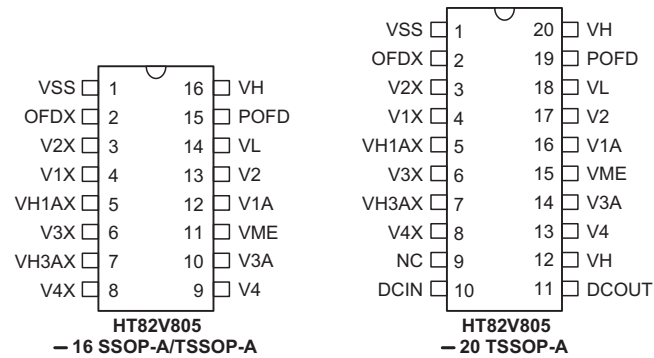 VSS 1 16 VH
OFDX 2 15 POFD
V2X 3 14 VL
V1X 4 13 V2
VH1AX 5 12 V1A
V3X 6 11 VME
VH3AX 7 10 V3A
V4X 8 9 V4
HT82V805
– 16 SSOP-A/TSSOP-A
VSS 1 20 VH
OFDX 2 19 POFD
V2X 3 18 VL
V1X 4 17 V2
VH1AX 5 16 V1A
V3X 6 15 VME
VH3AX 7 14 V3A
V4X 8 13 V4
NC 9 12 VH
DCIN 10 11 DCOUT
HT82V805
– 20 TSSOP-A